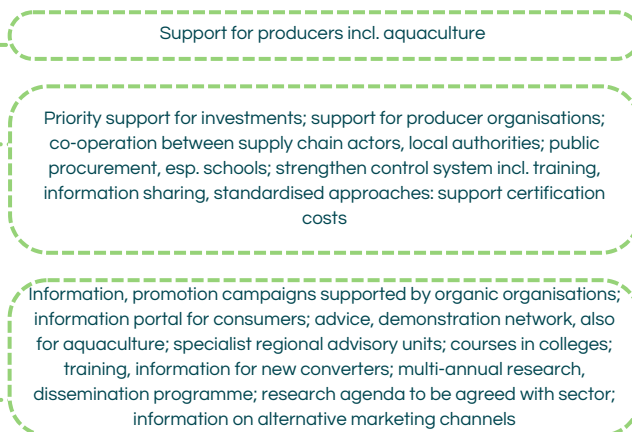 Support for producers incl. aquaculture
Priority support for investments; support for producer organisations;
co-operation between supply chain actors, local authorities; public
procurement, esp. schools; strengthen control system incl. training,
information sharing, standardised approaches: support certification
costs
Information, promotion campaigns supported by organic organisations;
information portal for consumers; advice, demonstration network, also
for aquaculture; specialist regional advisory units; courses in colleges;
training, information for new converters; multi-annual research,
dissemination programme; research agenda to be agreed with sector;
information on alternative marketing channels